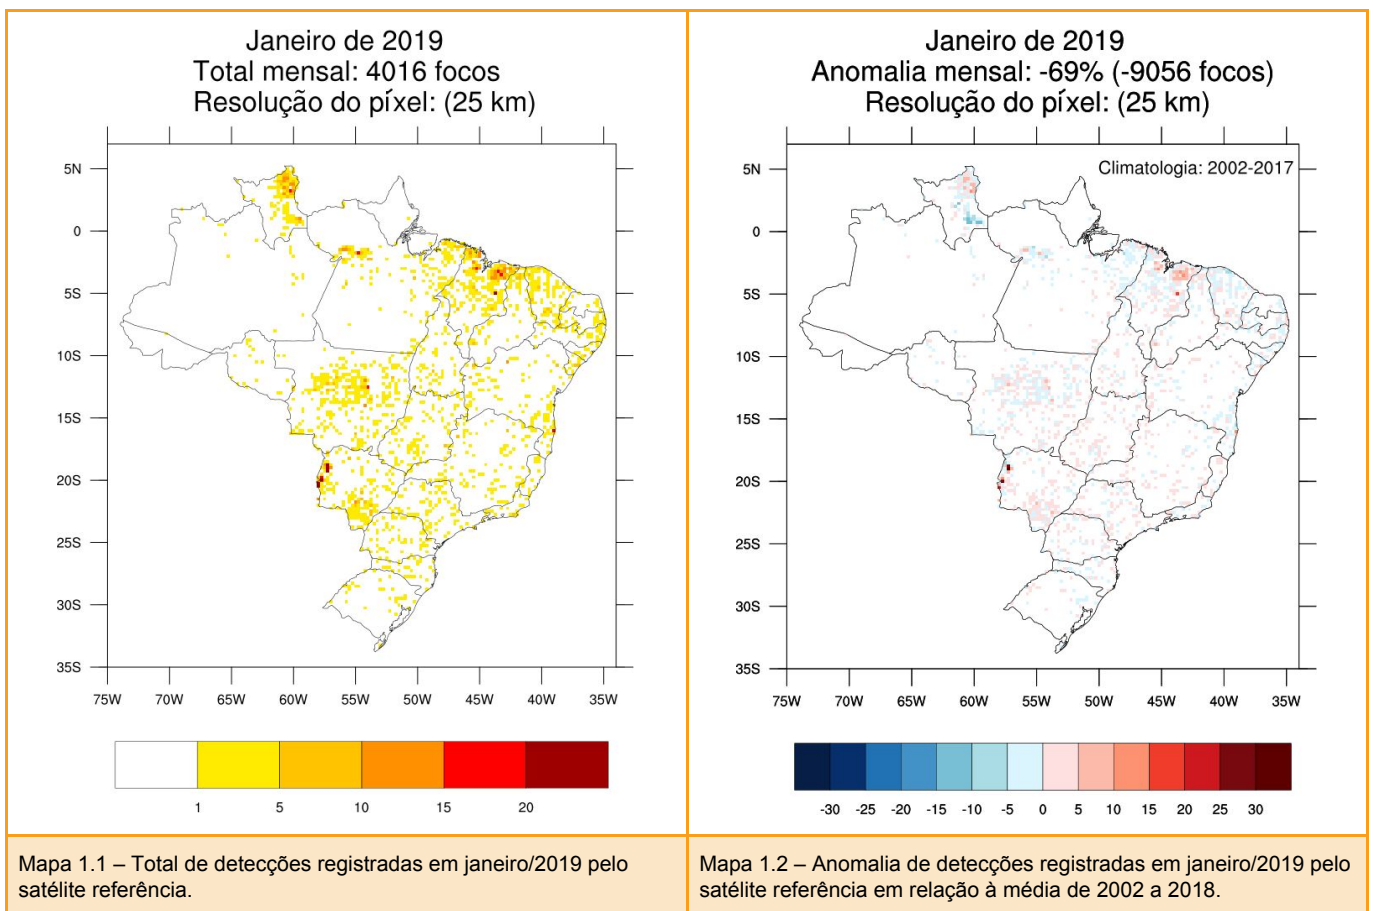 Janeiro de 2019
Total mensal: 4016 focos
Resolução do píxel: (25 km)
5N
0
5S
10S
15S
20S
25S
30S
35S
75W 70W 65W 60W 55W 50W 45W 40W 35W
1 5 10 15 20
Mapa 1.1 – Total de detecções registradas em janeiro/2019 pelo
satélite referência.
Janeiro de 2019
Anomalia mensal: -69% (-9056 focos)
Resolução do píxel: (25 km)
Climatologia: 2002-2017
5N
0
5S
10S
15S
20S
25S
30S
35S
75W 70W 65W 60W 55W 50W 45W 40W 35W
-30 -25 -20 -15 -10 -5 0 5 10 15 20 25 30
Mapa 1.2 – Anomalia de detecções registradas em janeiro/2019 pelo
satélite referência em relação à média de 2002 a 2018.